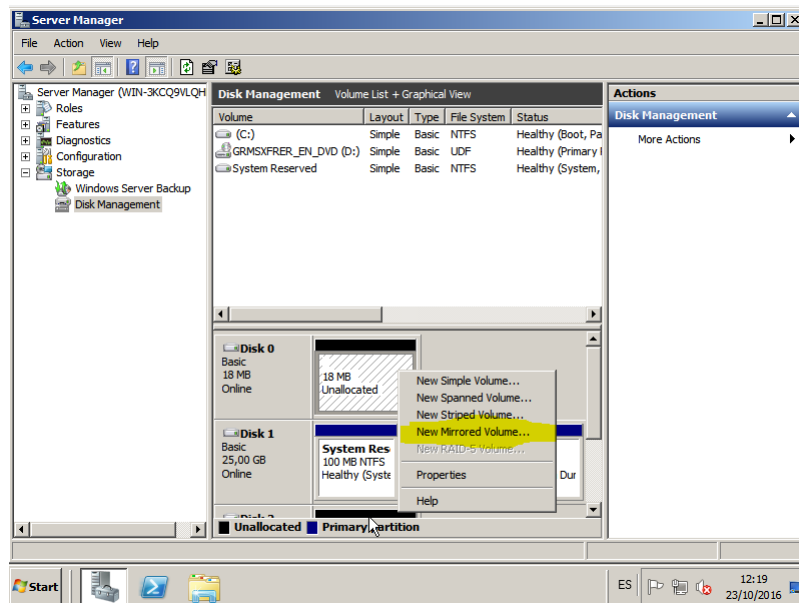 Server Manager
File Action View Help
Server Manager (WIN-3KCQ9VLQH
Roles
Features
Diagnostics
Configuration
Storage
Windows Server Backup
Disk Management
Disk Management Volume List + Graphical View
Volume Layout Type File System Status
(C:) Simple Basic NTFS Healthy (Boot, Pa
GRMSXFRER_EN_DVD (D:) Simple Basic UDF Healthy (Primary
System Reserved Simple Basic NTFS Healthy (System,
Disk 0
Basic
18 MB
Online
18 MB
Unallocated
Disk 1
Basic
25,00 GB
Online
System Res
100 MB NTFS
Healthy (Syste
Dur
New Simple Volume...
New Spanned Volume...
New Striped Volume...
New Mirrored Volume...
New RAID-5 Volume...
Properties
Help
Unallocated Primary Partition
Actions
Disk Management
More Actions
Start
ES
12:19
23/10/2016